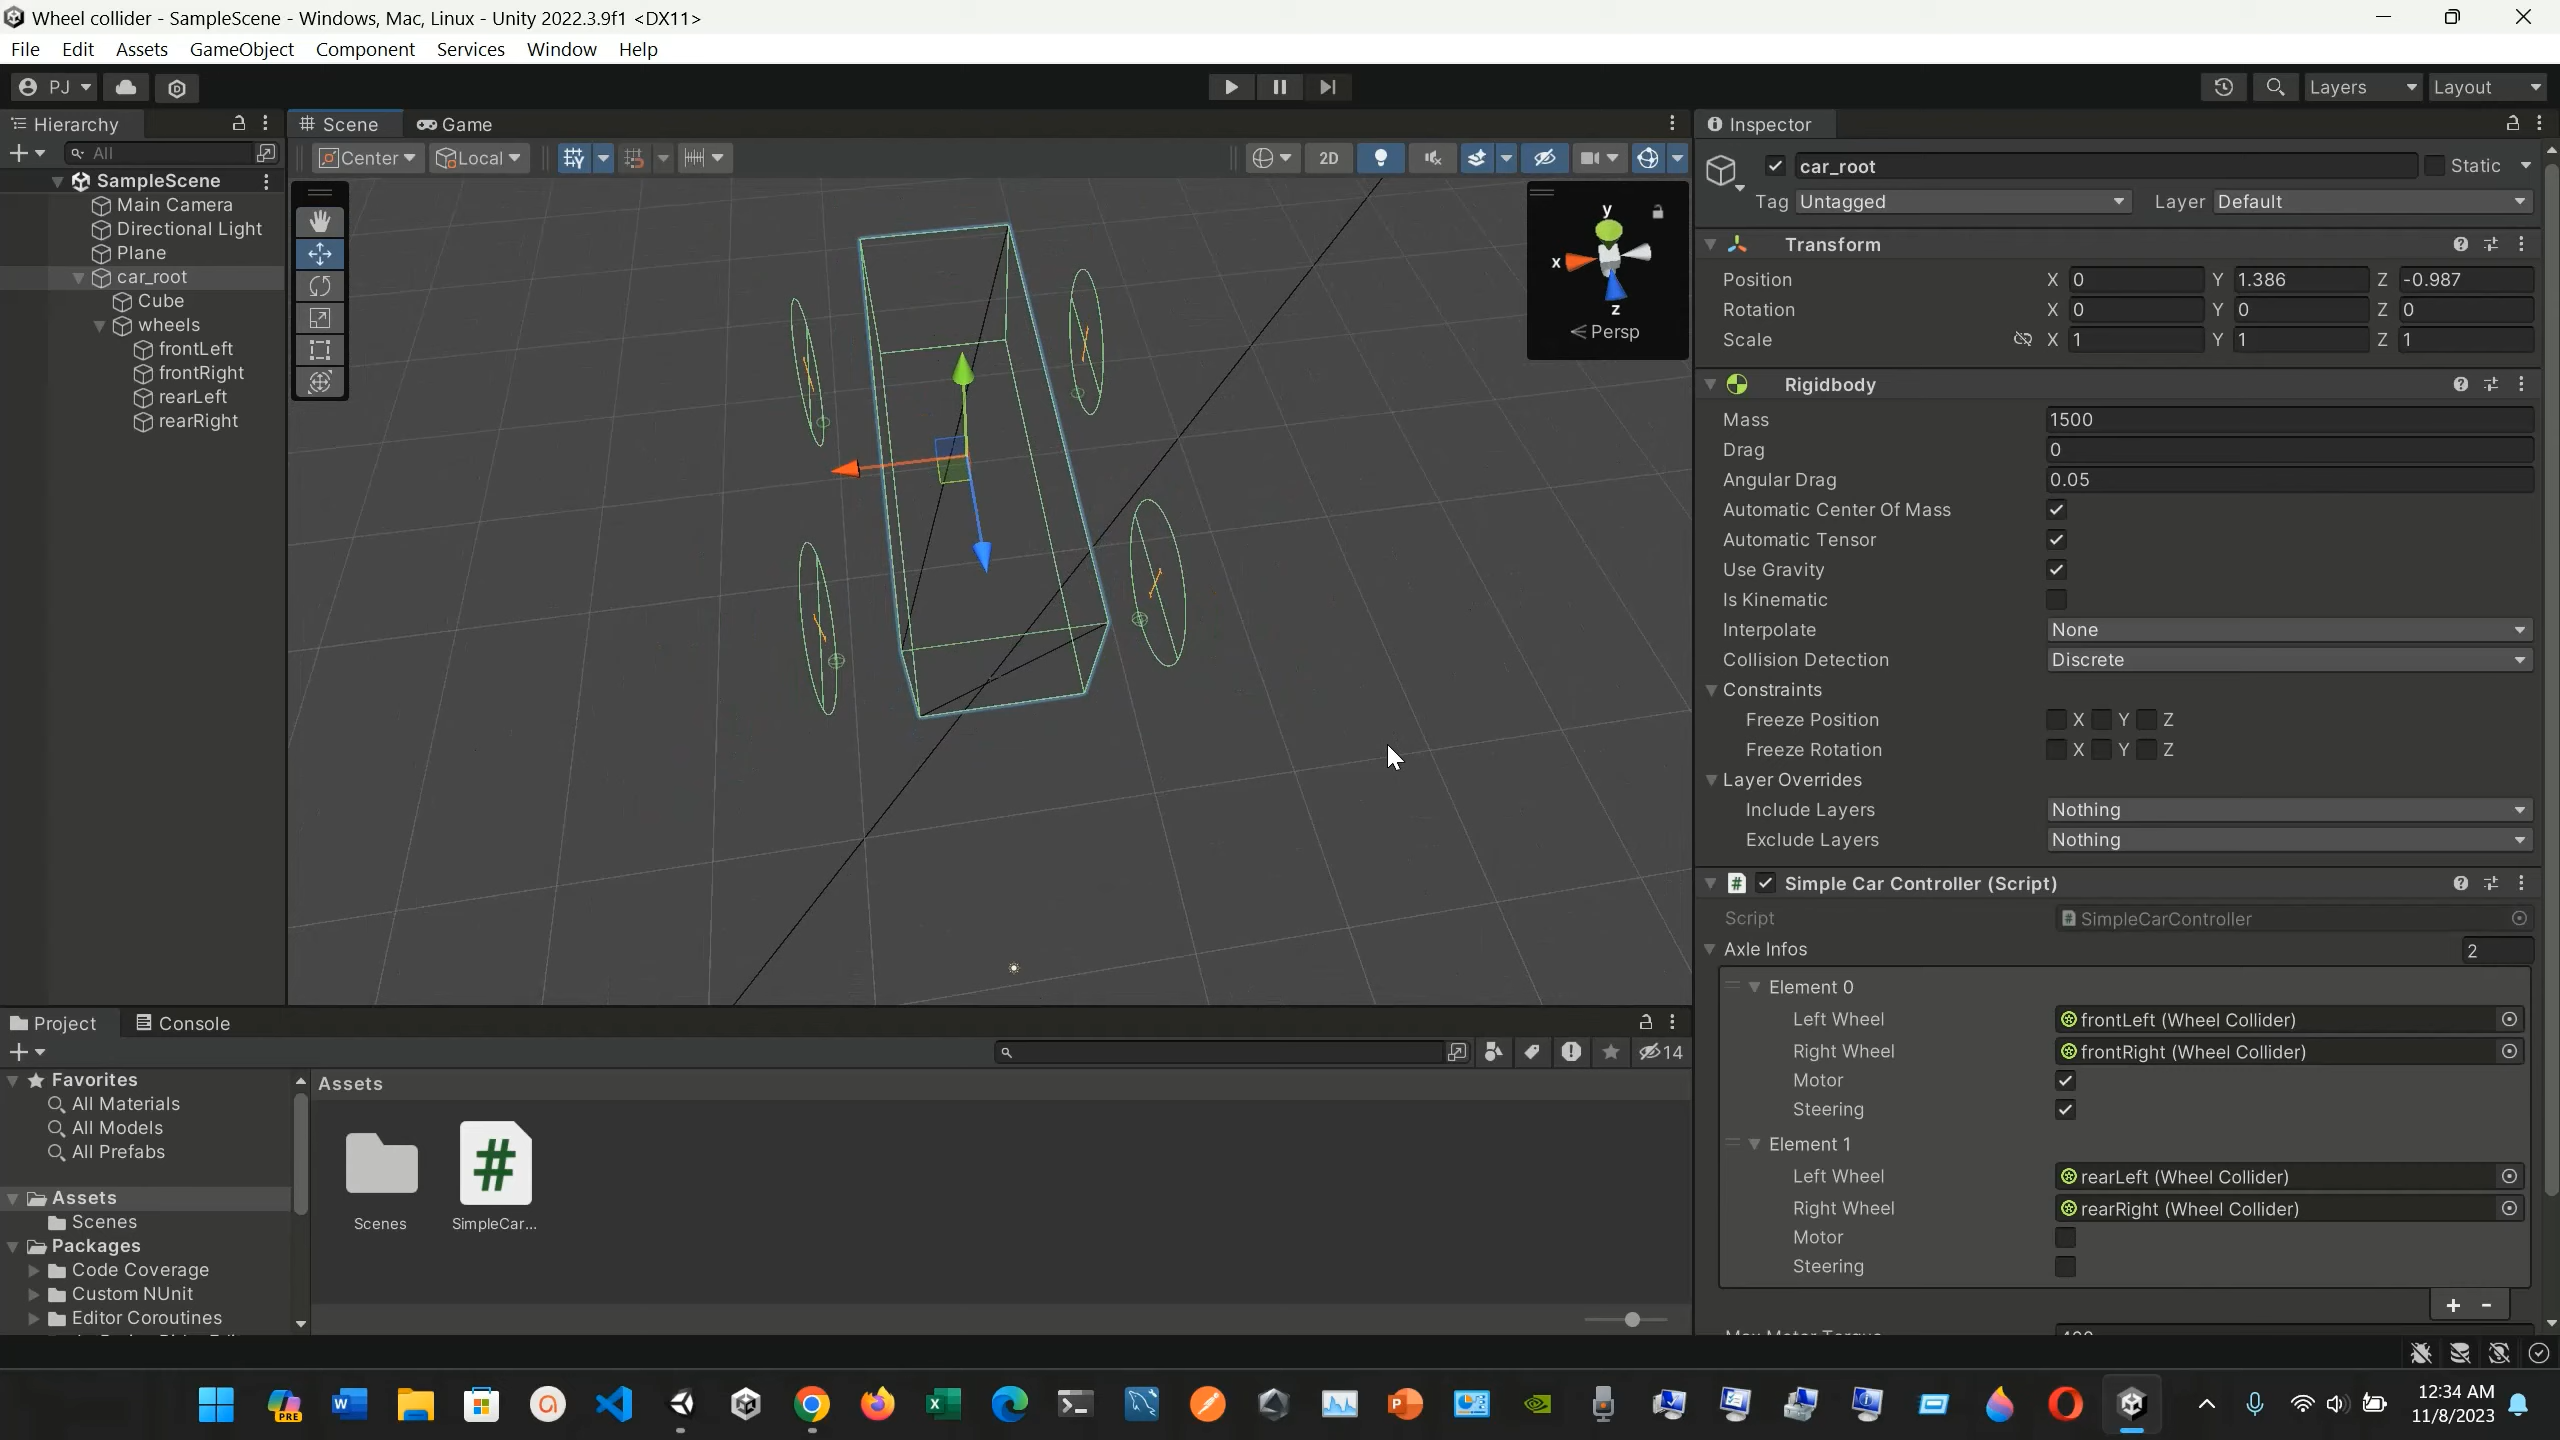 Wheel collider - SampleScene - Windows, Mac, Linux - Unity 2022.3.9f1 <DX11>
File Edit Assets GameObject Component Services Window Help
PJ
Layers
Layout
Hierarchy
All
SampleScene
Main Camera
Directional Light
Plane
car_root
Cube
wheels
frontLeft
frontRight
rearLeft
rearRight
Scene
Game
Center
Local
2D
y
x
z
Persp
Inspector
car_root
Static
Tag Untagged
Layer Default
Transform
Position X 0 Y 1.386 Z -0.987
Rotation X 0 Y 0 Z 0
Scale X 1 Y 1 Z 1
Rigidbody
Mass 1500
Drag 0
Angular Drag 0.05
Automatic Center Of Mass
Automatic Tensor
Use Gravity
Is Kinematic
Interpolate None
Collision Detection Discrete
Constraints
Freeze Position X Y Z
Freeze Rotation X Y Z
Layer Overrides
Include Layers Nothing
Exclude Layers Nothing
# Simple Car Controller (Script)
Script # SimpleCarController
Axle Infos 2
Element 0
Left Wheel frontLeft (Wheel Collider)
Right Wheel frontRight (Wheel Collider)
Motor
Steering
Element 1
Left Wheel rearLeft (Wheel Collider)
Right Wheel rearRight (Wheel Collider)
Motor
Steering
+ -
Project
Console
14
Favorites
All Materials
All Models
All Prefabs
Assets
Scenes
Packages
Code Coverage
Custom NUnit
Editor Coroutines
Assets
Scenes
#
SimpleCar...
PRE
12:34 AM
11/8/2023